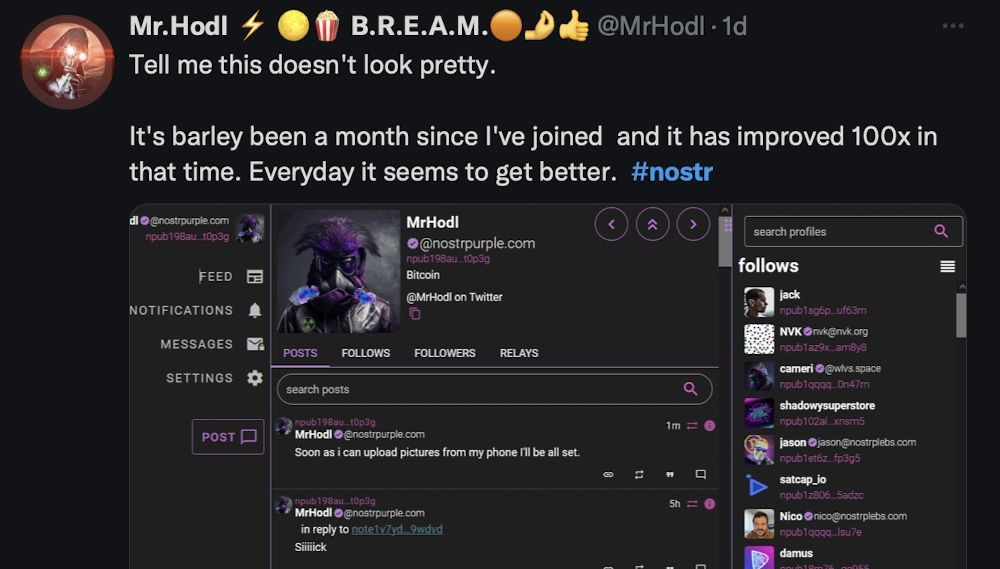 Mr.Hodl ⚡ 🌕🍿 B.R.E.A.M.🟠🤌👍 @MrHodl · 1d
Tell me this doesn't look pretty.
It's barley been a month since I've joined and it has improved 100x in
that time. Everyday it seems to get better. #nostr
dl @nostrpurple.com
npub198au...t0p3g
FEED
NOTIFICATIONS
MESSAGES
SETTINGS
POST
MrHodl
@nostrpurple.com
npub198au...t0p3g
Bitcoin
@MrHodl on Twitter
POSTS FOLLOWS FOLLOWERS RELAYS
search posts
npub198au...t0p3g
1m
MrHodl @nostrpurple.com
Soon as i can upload pictures from my phone I'll be all set.
npub198au...t0p3g
5h
MrHodl @nostrpurple.com
in reply to note1v7yd...9wdvd
Siiiiick
search profiles
follows
jack
npub1sg6p...uf63m
NVK nvk@nvk.org
npub1az9x...am8y8
cameri @wlvs.space
npub1qqqq...0n47m
shadowysuperstore
npub102al...xnsm5
jason jason@nostrplebs.com
npub1et6z...fp3g5
satcap_io
npub1z806...5adzc
Nico nico@nostrplebs.com
npub1qqqq...lsu7e
damus